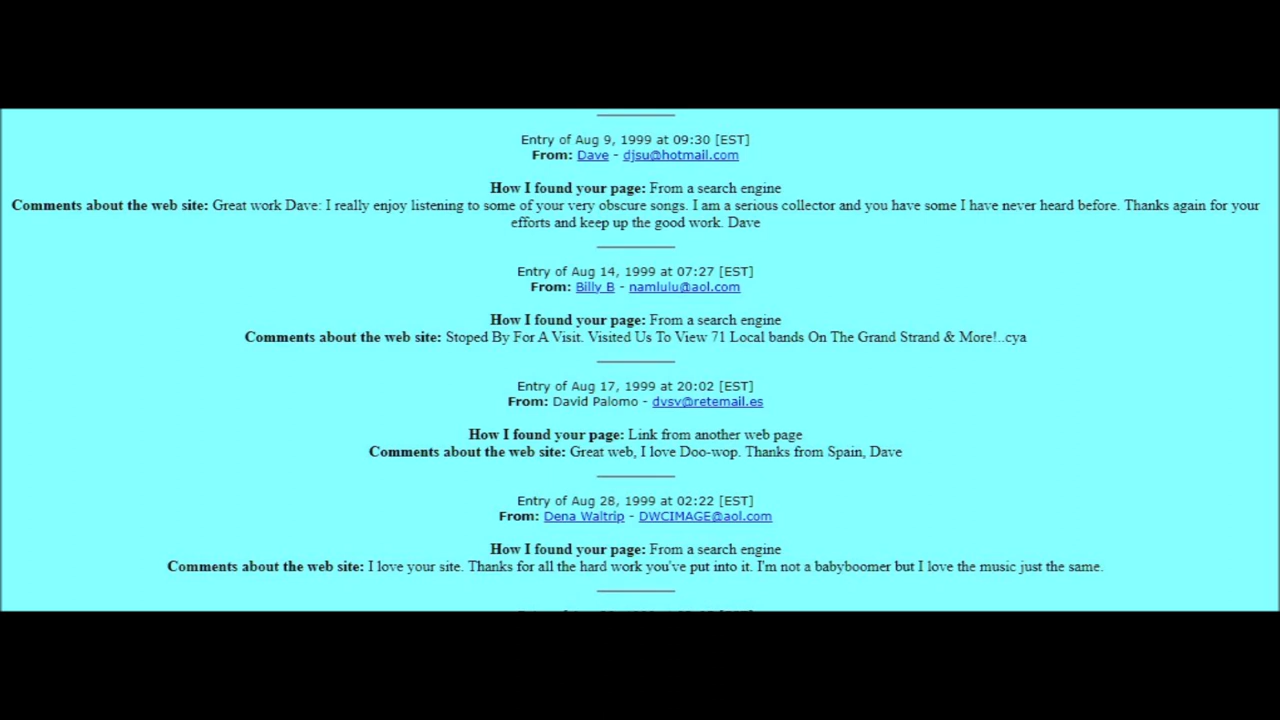 Entry of Aug 9, 1999 at 09:30 [EST]
From: Dave - djsu@hotmail.com
How I found your page: From a search engine
Comments about the web site: Great work Dave: I really enjoy listening to some of your very obscure songs. I am a serious collector and you have some I have never heard before. Thanks again for your
efforts and keep up the good work. Dave
Entry of Aug 14, 1999 at 07:27 [EST]
From: Billy B - namlulu@aol.com
How I found your page: From a search engine
Comments about the web site: Stoped By For A Visit. Visited Us To View 71 Local bands On The Grand Strand & More!..cya
Entry of Aug 17, 1999 at 20:02 [EST]
From: David Palomo - dvsv@retemail.es
How I found your page: Link from another web page
Comments about the web site: Great web, I love Doo-wop. Thanks from Spain, Dave
Entry of Aug 28, 1999 at 02:22 [EST]
From: Dena Waltrip - DWCIMAGE@aol.com
How I found your page: From a search engine
Comments about the web site: I love your site. Thanks for all the hard work you've put into it. I'm not a babyboomer but I love the music just the same.